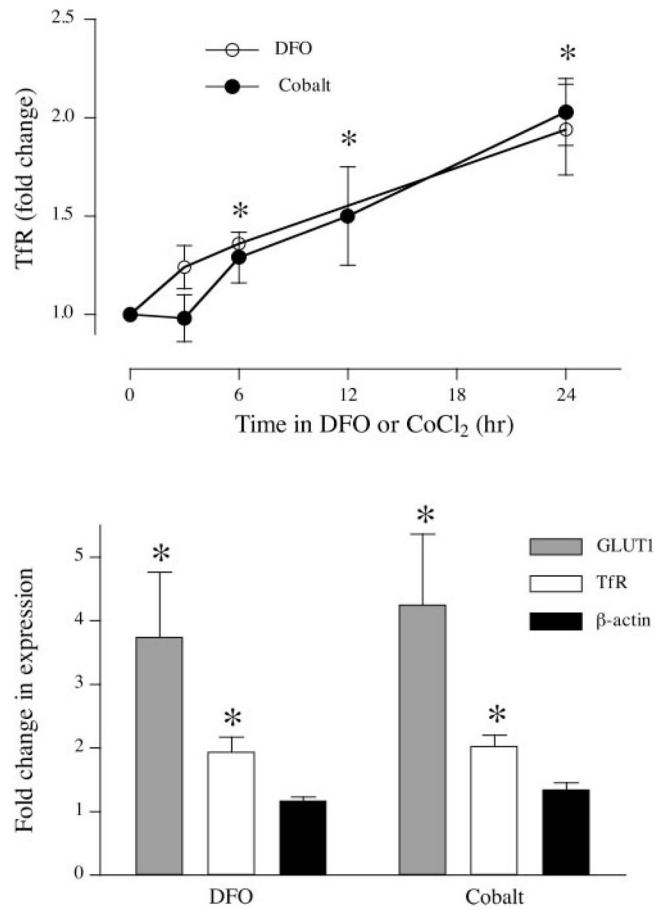 2.5
DFO
*
Cobalt
2.0
*
TfR (fold change)
*
1.5
1.0
0 6 12 18 24
Time in DFO or CoCl₂ (hr)
*
5
*
GLUT1
TfR
4
β-actin
Fold change in expression
3
* *
2
1
0
DFO Cobalt